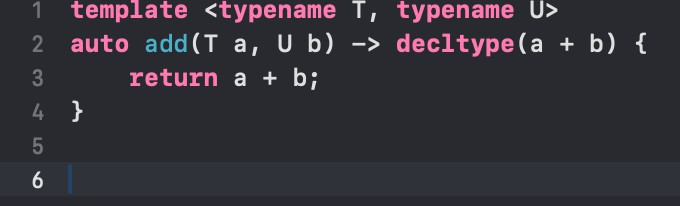 1 template <typename T, typename U>
2 auto add(T a, U b) -> decltype(a + b) {
3     return a + b;
4 }
5
6